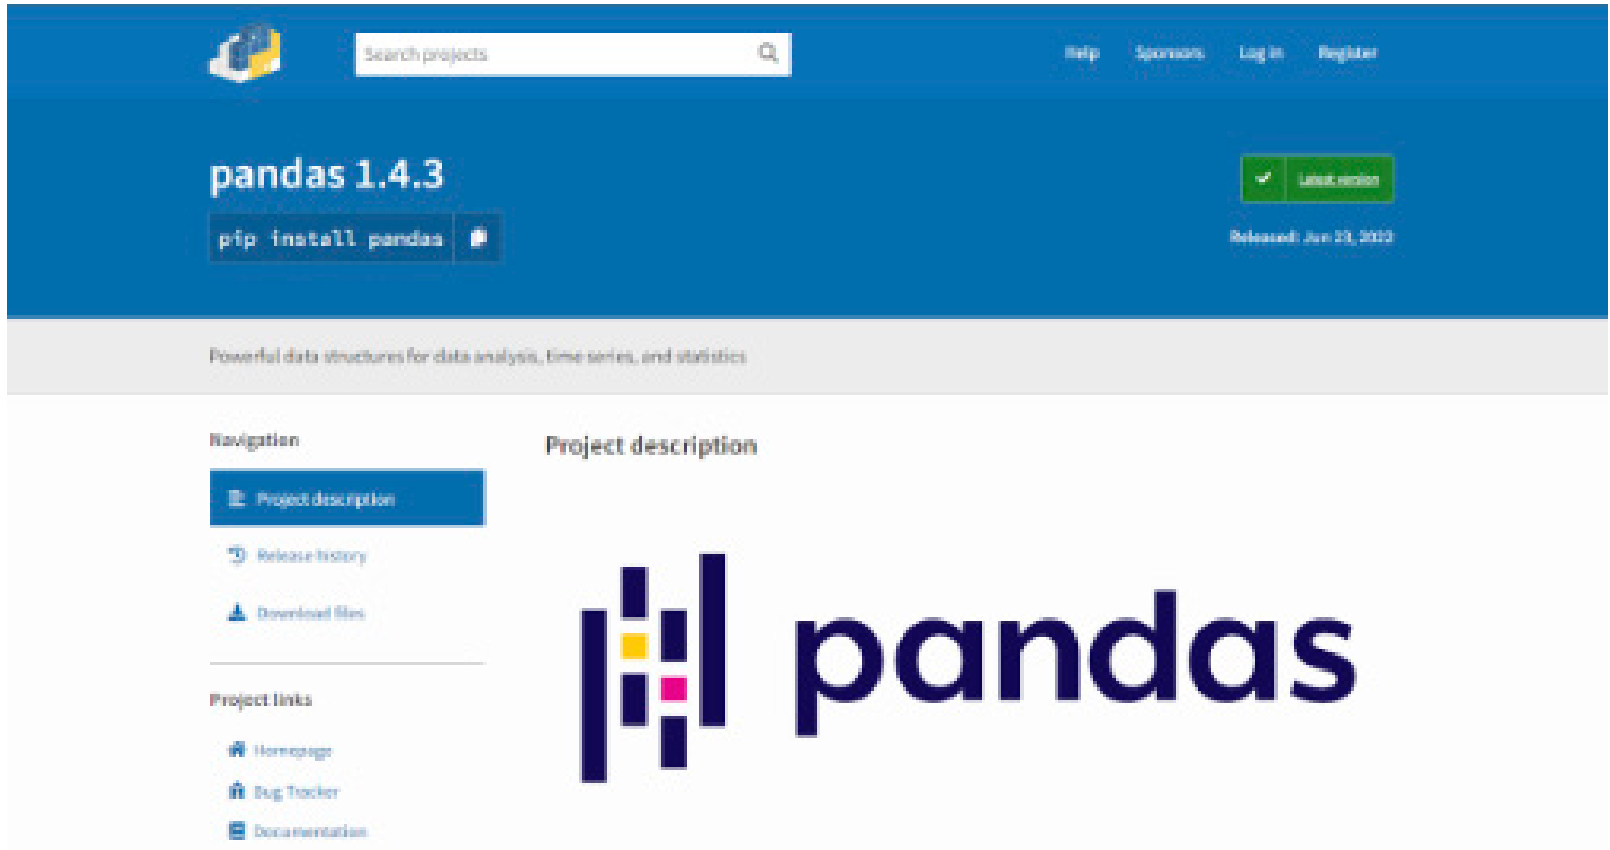 Search projects
Help Sponsors Log in Register
pandas 1.4.3
Latest version
pip install pandas
Released: Jun 23, 2022
Powerful data structures for data analysis, time series, and statistics
Navigation
Project description
Project description
Release history
Download files
pandas
Project links
Homepage
Bug Tracker
Documentation